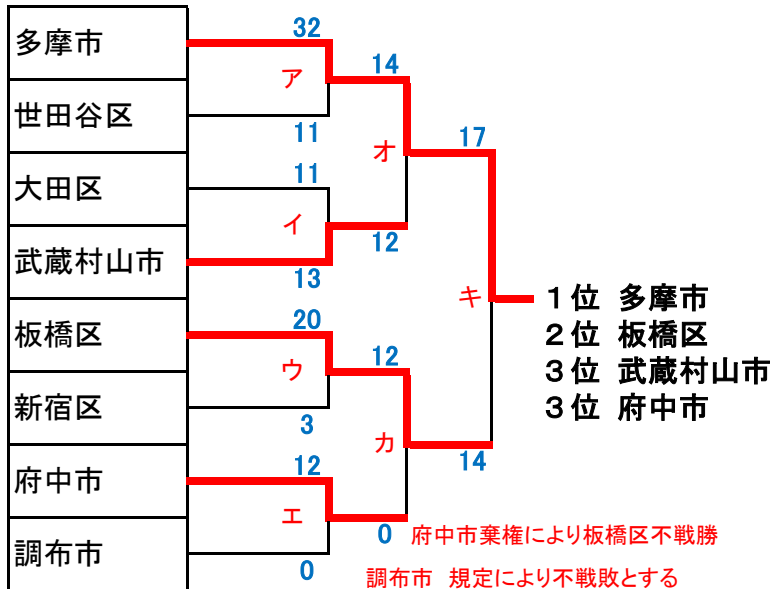 多摩市
32
ア
14
世田谷区
11
17
オ
大田区
11
イ
12
武蔵村山市
13
キ
1位 多摩市
2位 板橋区
3位 武蔵村山市
3位 府中市
板橋区
20
ウ
12
新宿区
3
カ
14
府中市
12
エ
0 府中市棄権により板橋区不戦勝
調布市
0
調布市 規定により不戦敗とする